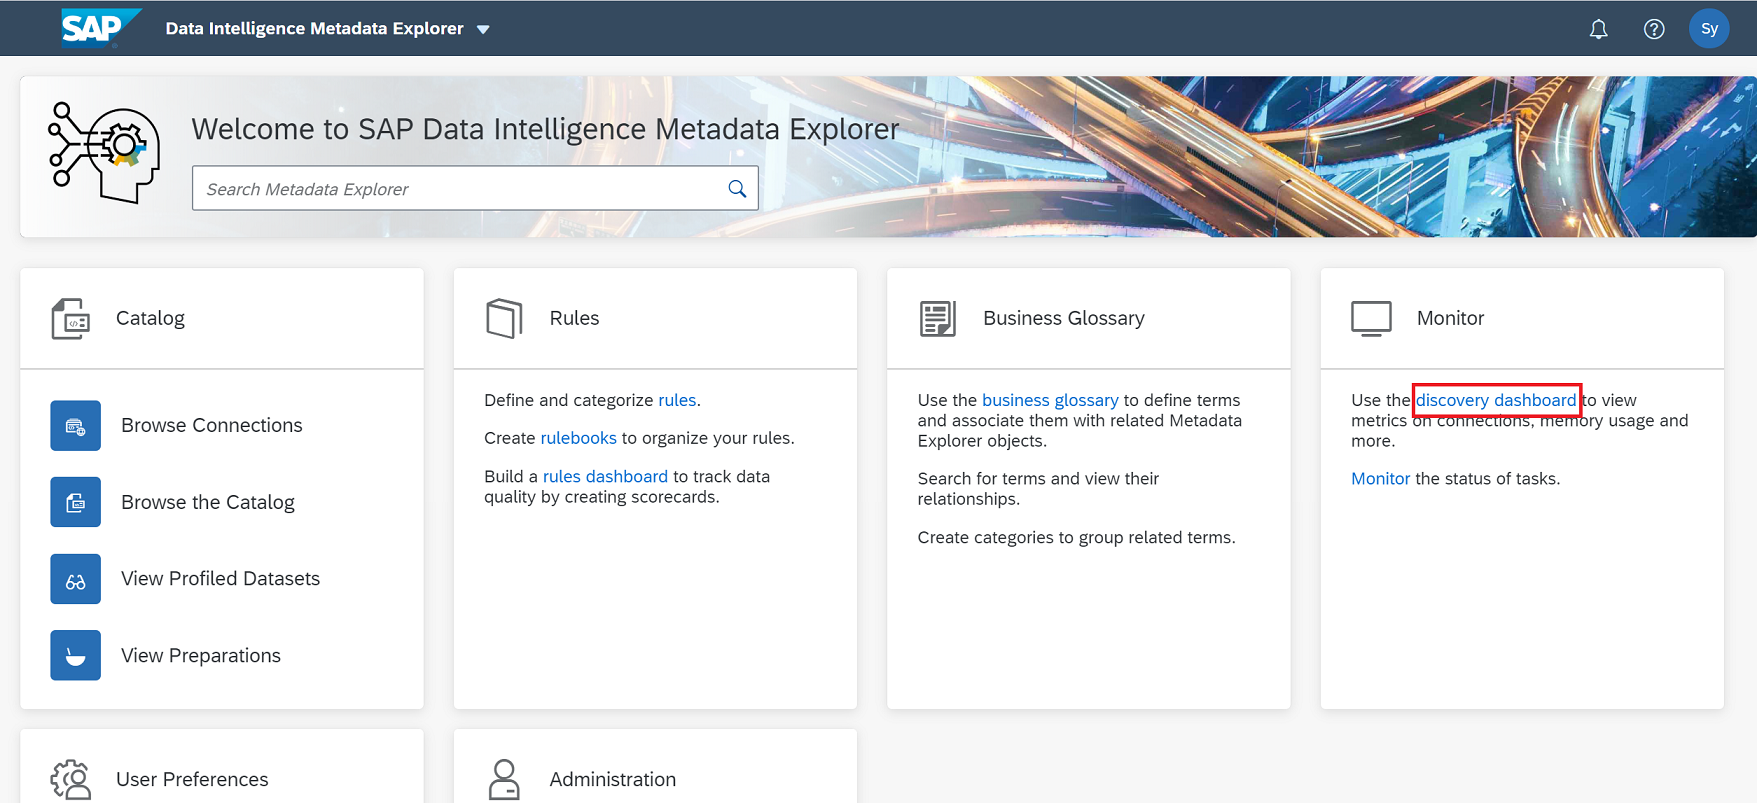 SAP
Data Intelligence Metadata Explorer
Sy
Welcome to SAP Data Intelligence Metadata Explorer
Search Metadata Explorer
Catalog
Browse Connections
Browse the Catalog
View Profiled Datasets
View Preparations
Rules
Define and categorize rules.
Create rulebooks to organize your rules.
Build a rules dashboard to track data
quality by creating scorecards.
Business Glossary
Use the business glossary to define terms
and associate them with related Metadata
Explorer objects.
Search for terms and view their
relationships.
Create categories to group related terms.
Monitor
Use the discovery dashboard to view
metrics on connections, memory usage and
more.
Monitor the status of tasks.
User Preferences
Administration